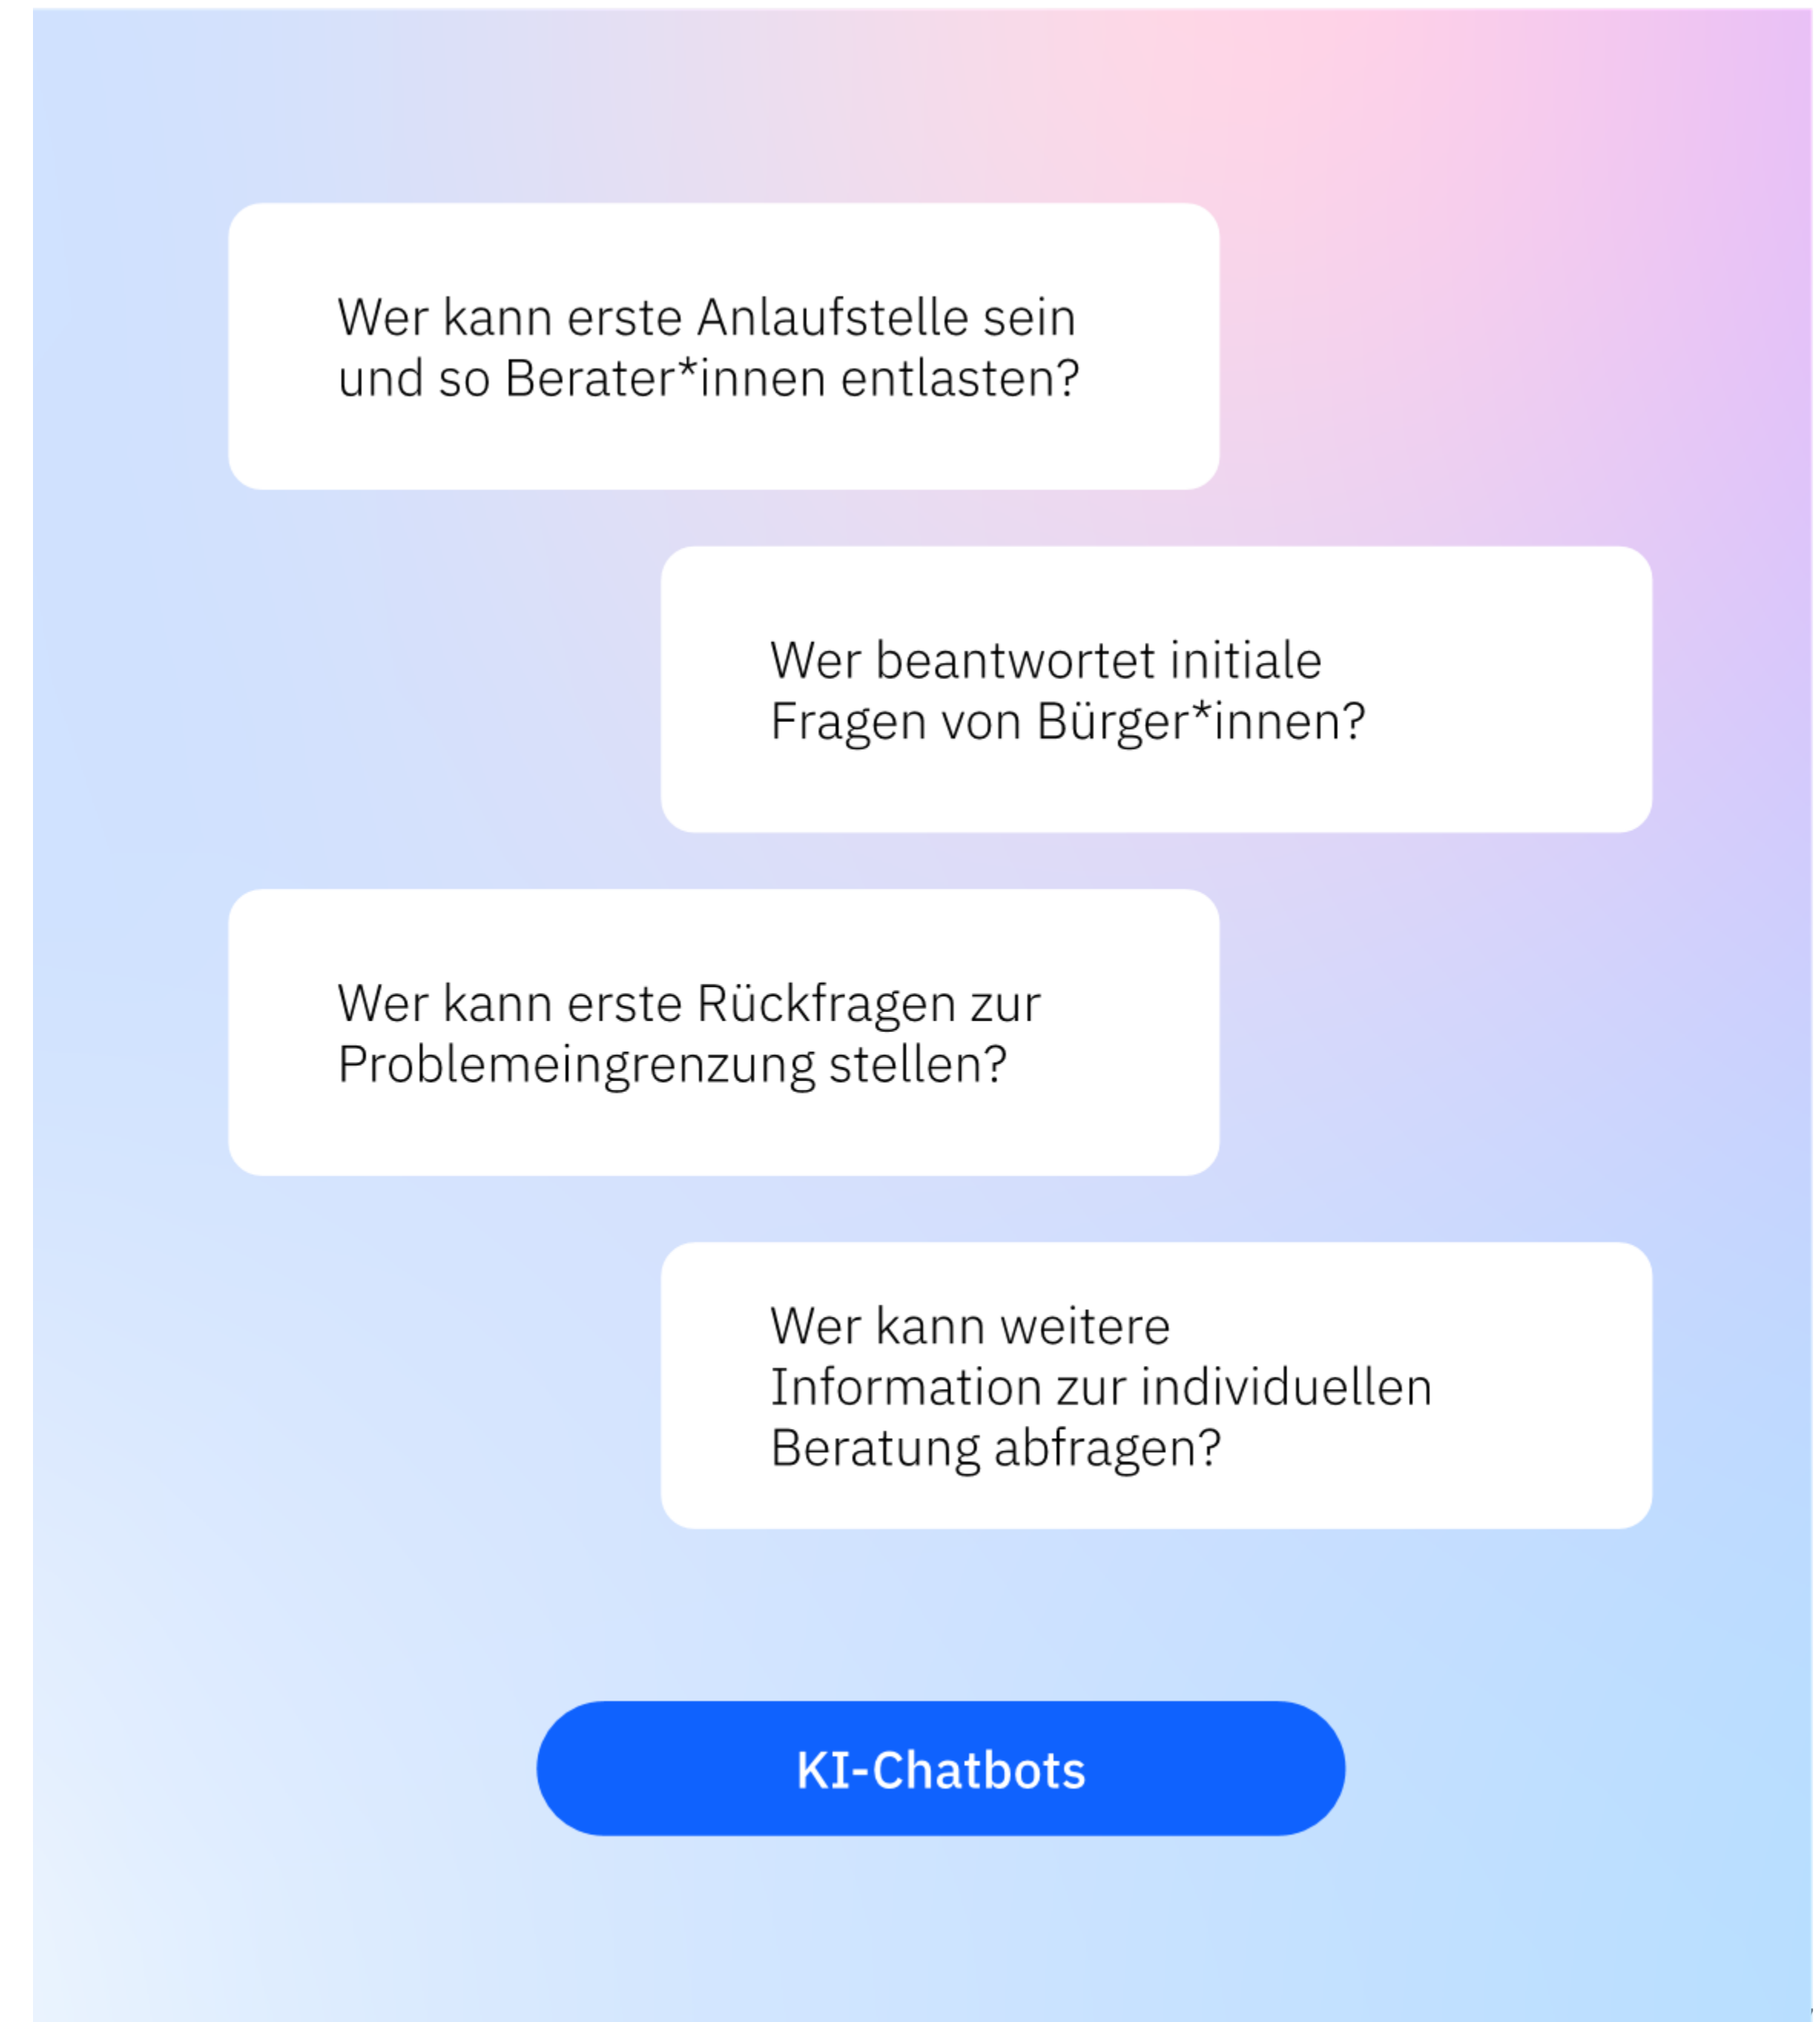 Wer kann erste Anlaufstelle sein
und so Berater*innen entlasten?
Wer beantwortet initiale
Fragen von Bürger*innen?
Wer kann erste Rückfragen zur
Problemeingrenzung stellen?
Wer kann weitere
Information zur individuellen
Beratung abfragen?
KI-Chatbots